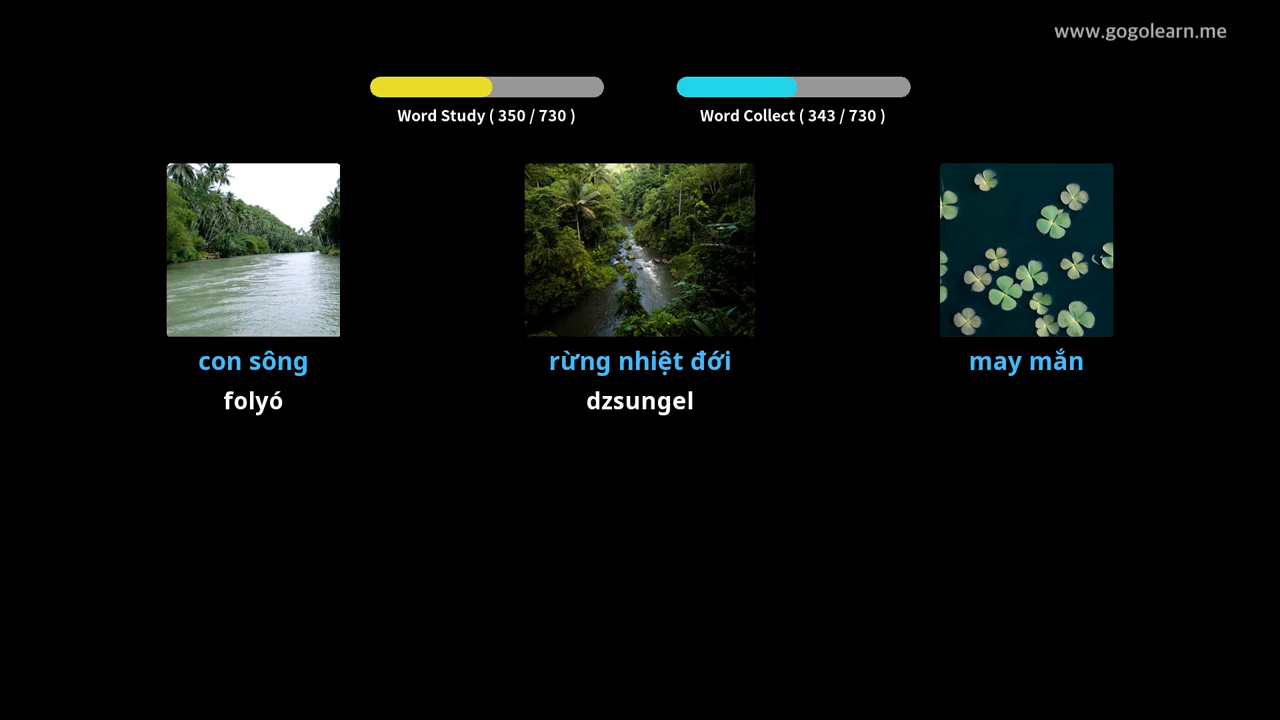 www.gogolearn.me
Word Study ( 350 / 730 )
Word Collect ( 343 / 730 )
con sông
rừng nhiệt đới
may mắn
folyó
dzsungel